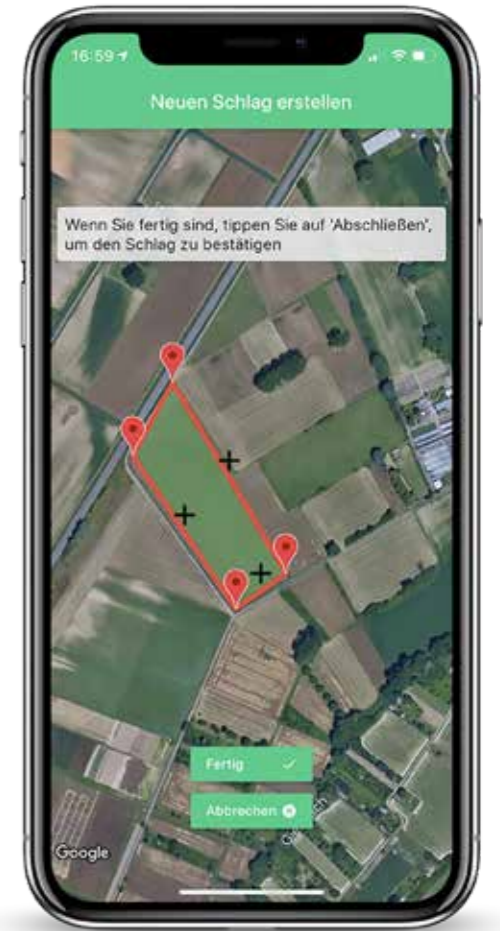 16:59
Neuen Schlag erstellen
Wenn Sie fertig sind, tippen Sie auf 'Abschließen',
um den Schlag zu bestätigen
Fertig
Abbrechen
Google